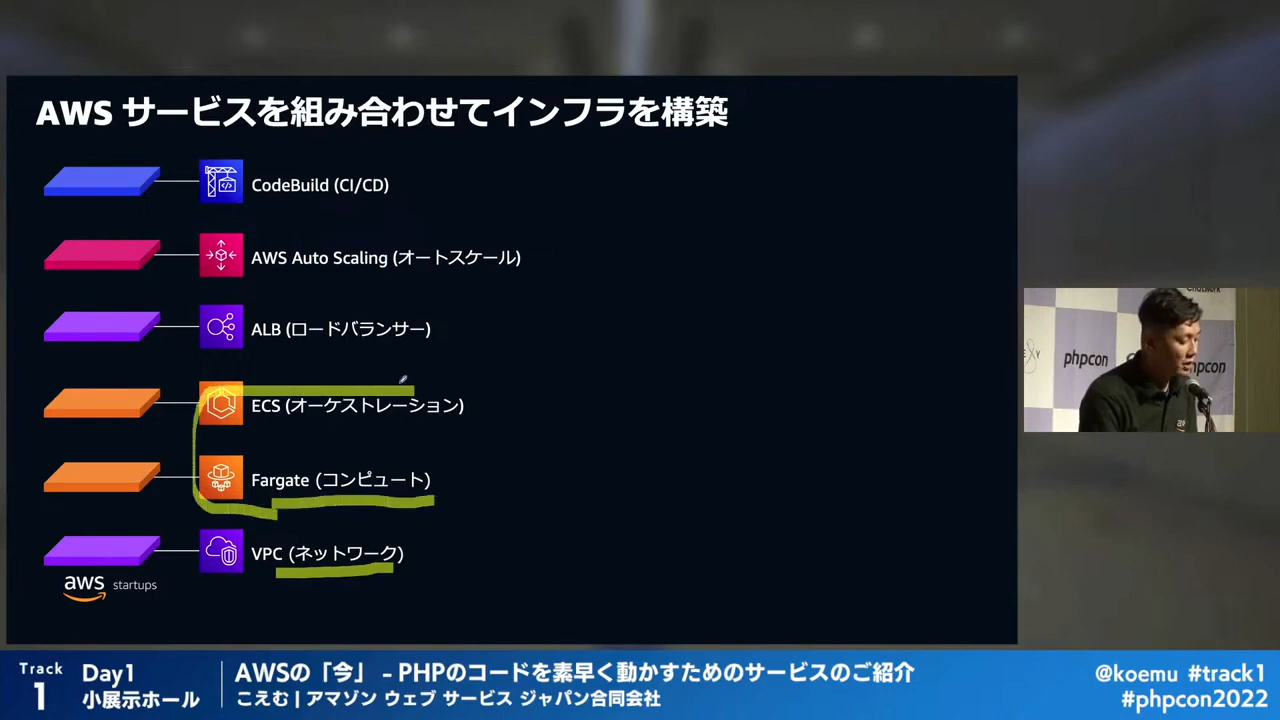 AWS サービスを組み合わせてインフラを構築
CodeBuild (CI/CD)
AWS Auto Scaling (オートスケール)
ALB (ロードバランサー)
ECS (オーケストレーション)
Fargate (コンピュート)
VPC (ネットワーク)
aws startups
phpcon
phpcon
aws
Track 1
Day1
小展示ホール
AWSの「今」 – PHPのコードを素早く動かすためのサービスのご紹介
こえむ | アマゾン ウェブ サービス ジャパン合同会社
@koemu #track1
#phpcon2022